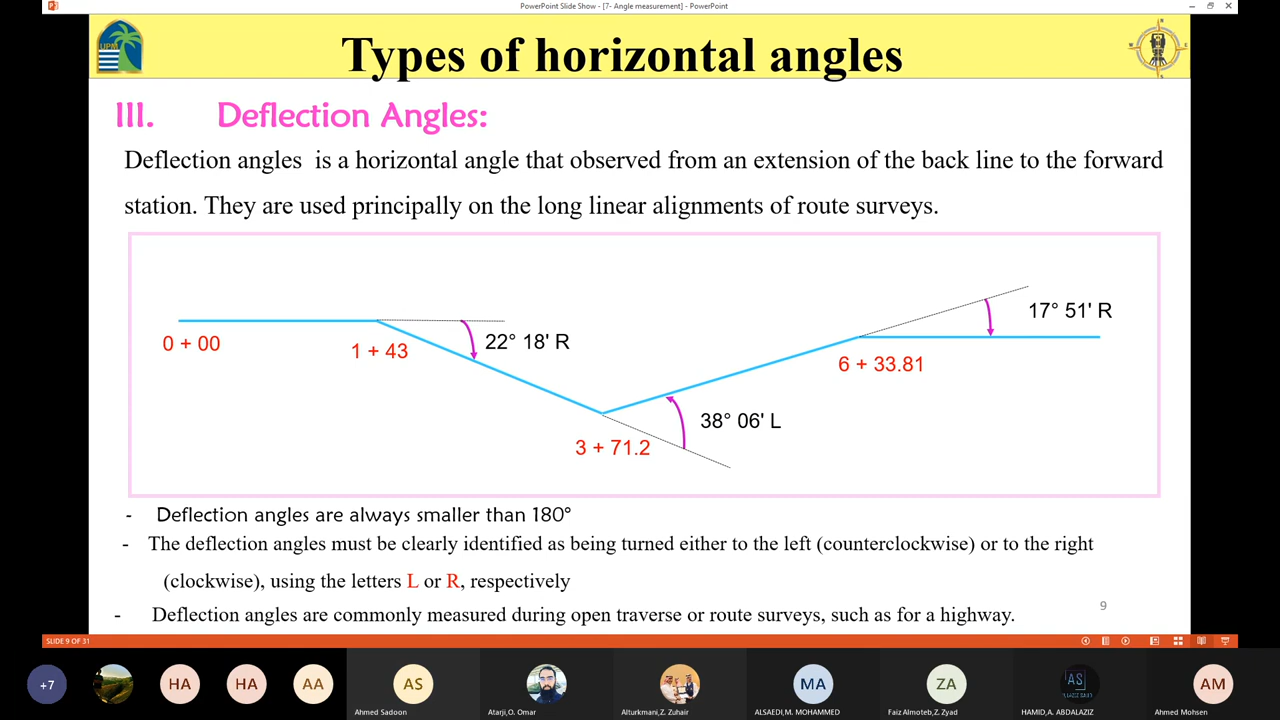 PowerPoint Slide Show - [7- Angle measurement] - PowerPoint
UPM
Types of horizontal angles
III. Deflection Angles:
Deflection angles is a horizontal angle that observed from an extension of the back line to the forward
station. They are used principally on the long linear alignments of route surveys.
17° 51' R
0 + 00
1 + 43
22° 18' R
6 + 33.81
38° 06' L
3 + 71.2
- Deflection angles are always smaller than 180°
- The deflection angles must be clearly identified as being turned either to the left (counterclockwise) or to the right
(clockwise), using the letters L or R, respectively
- Deflection angles are commonly measured during open traverse or route surveys, such as for a highway.
9
SLIDE 9 OF 31
+7
HA
HA
AA
AS
MA
ZA
AS
AM
Ahmed Sadoon
Atarji,O. Omar
Alturkmani,Z. Zuhair
ALSAEDI,M. MOHAMMED
Faiz Almoteb,Z. Zyad
HAMID,A. ABDALAZIZ
Ahmed Mohsen